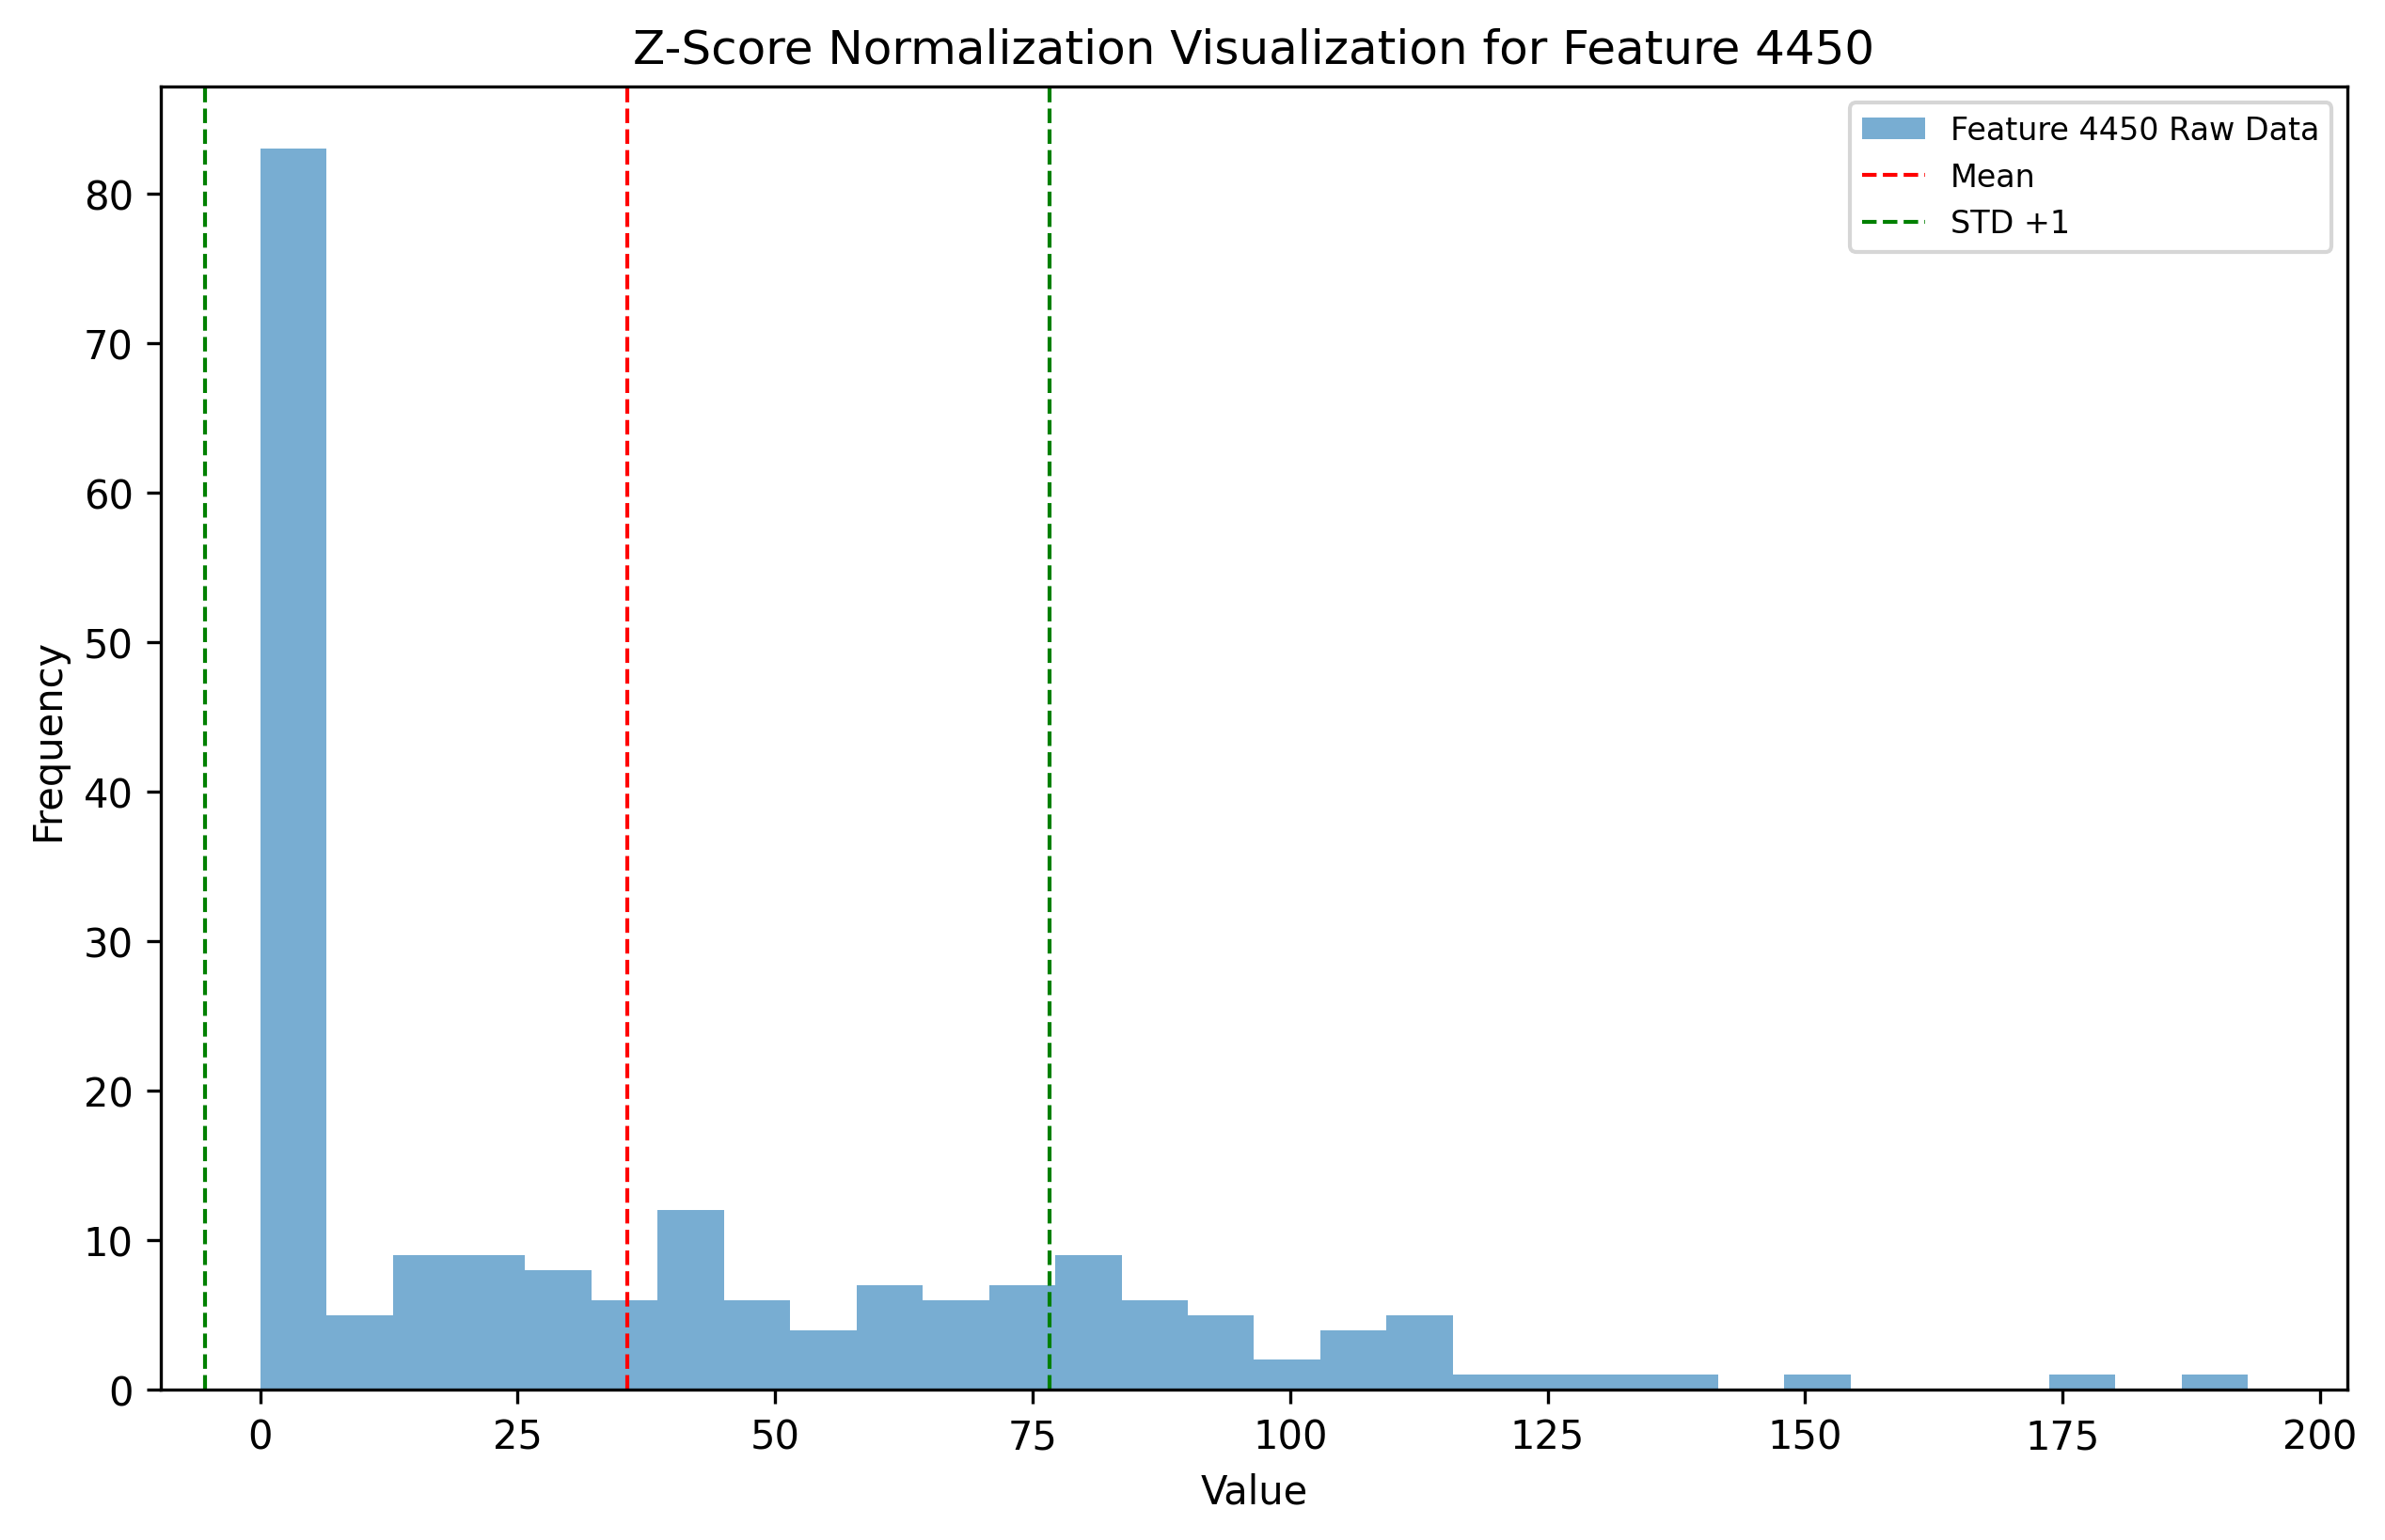 Z-Score Normalization Visualization for Feature 4450
Feature 4450 Raw Data
Mean
STD +1
80
70
60
50
40
30
20
10
0
Frequency
0 25 50 75 100 125 150 175 200
Value